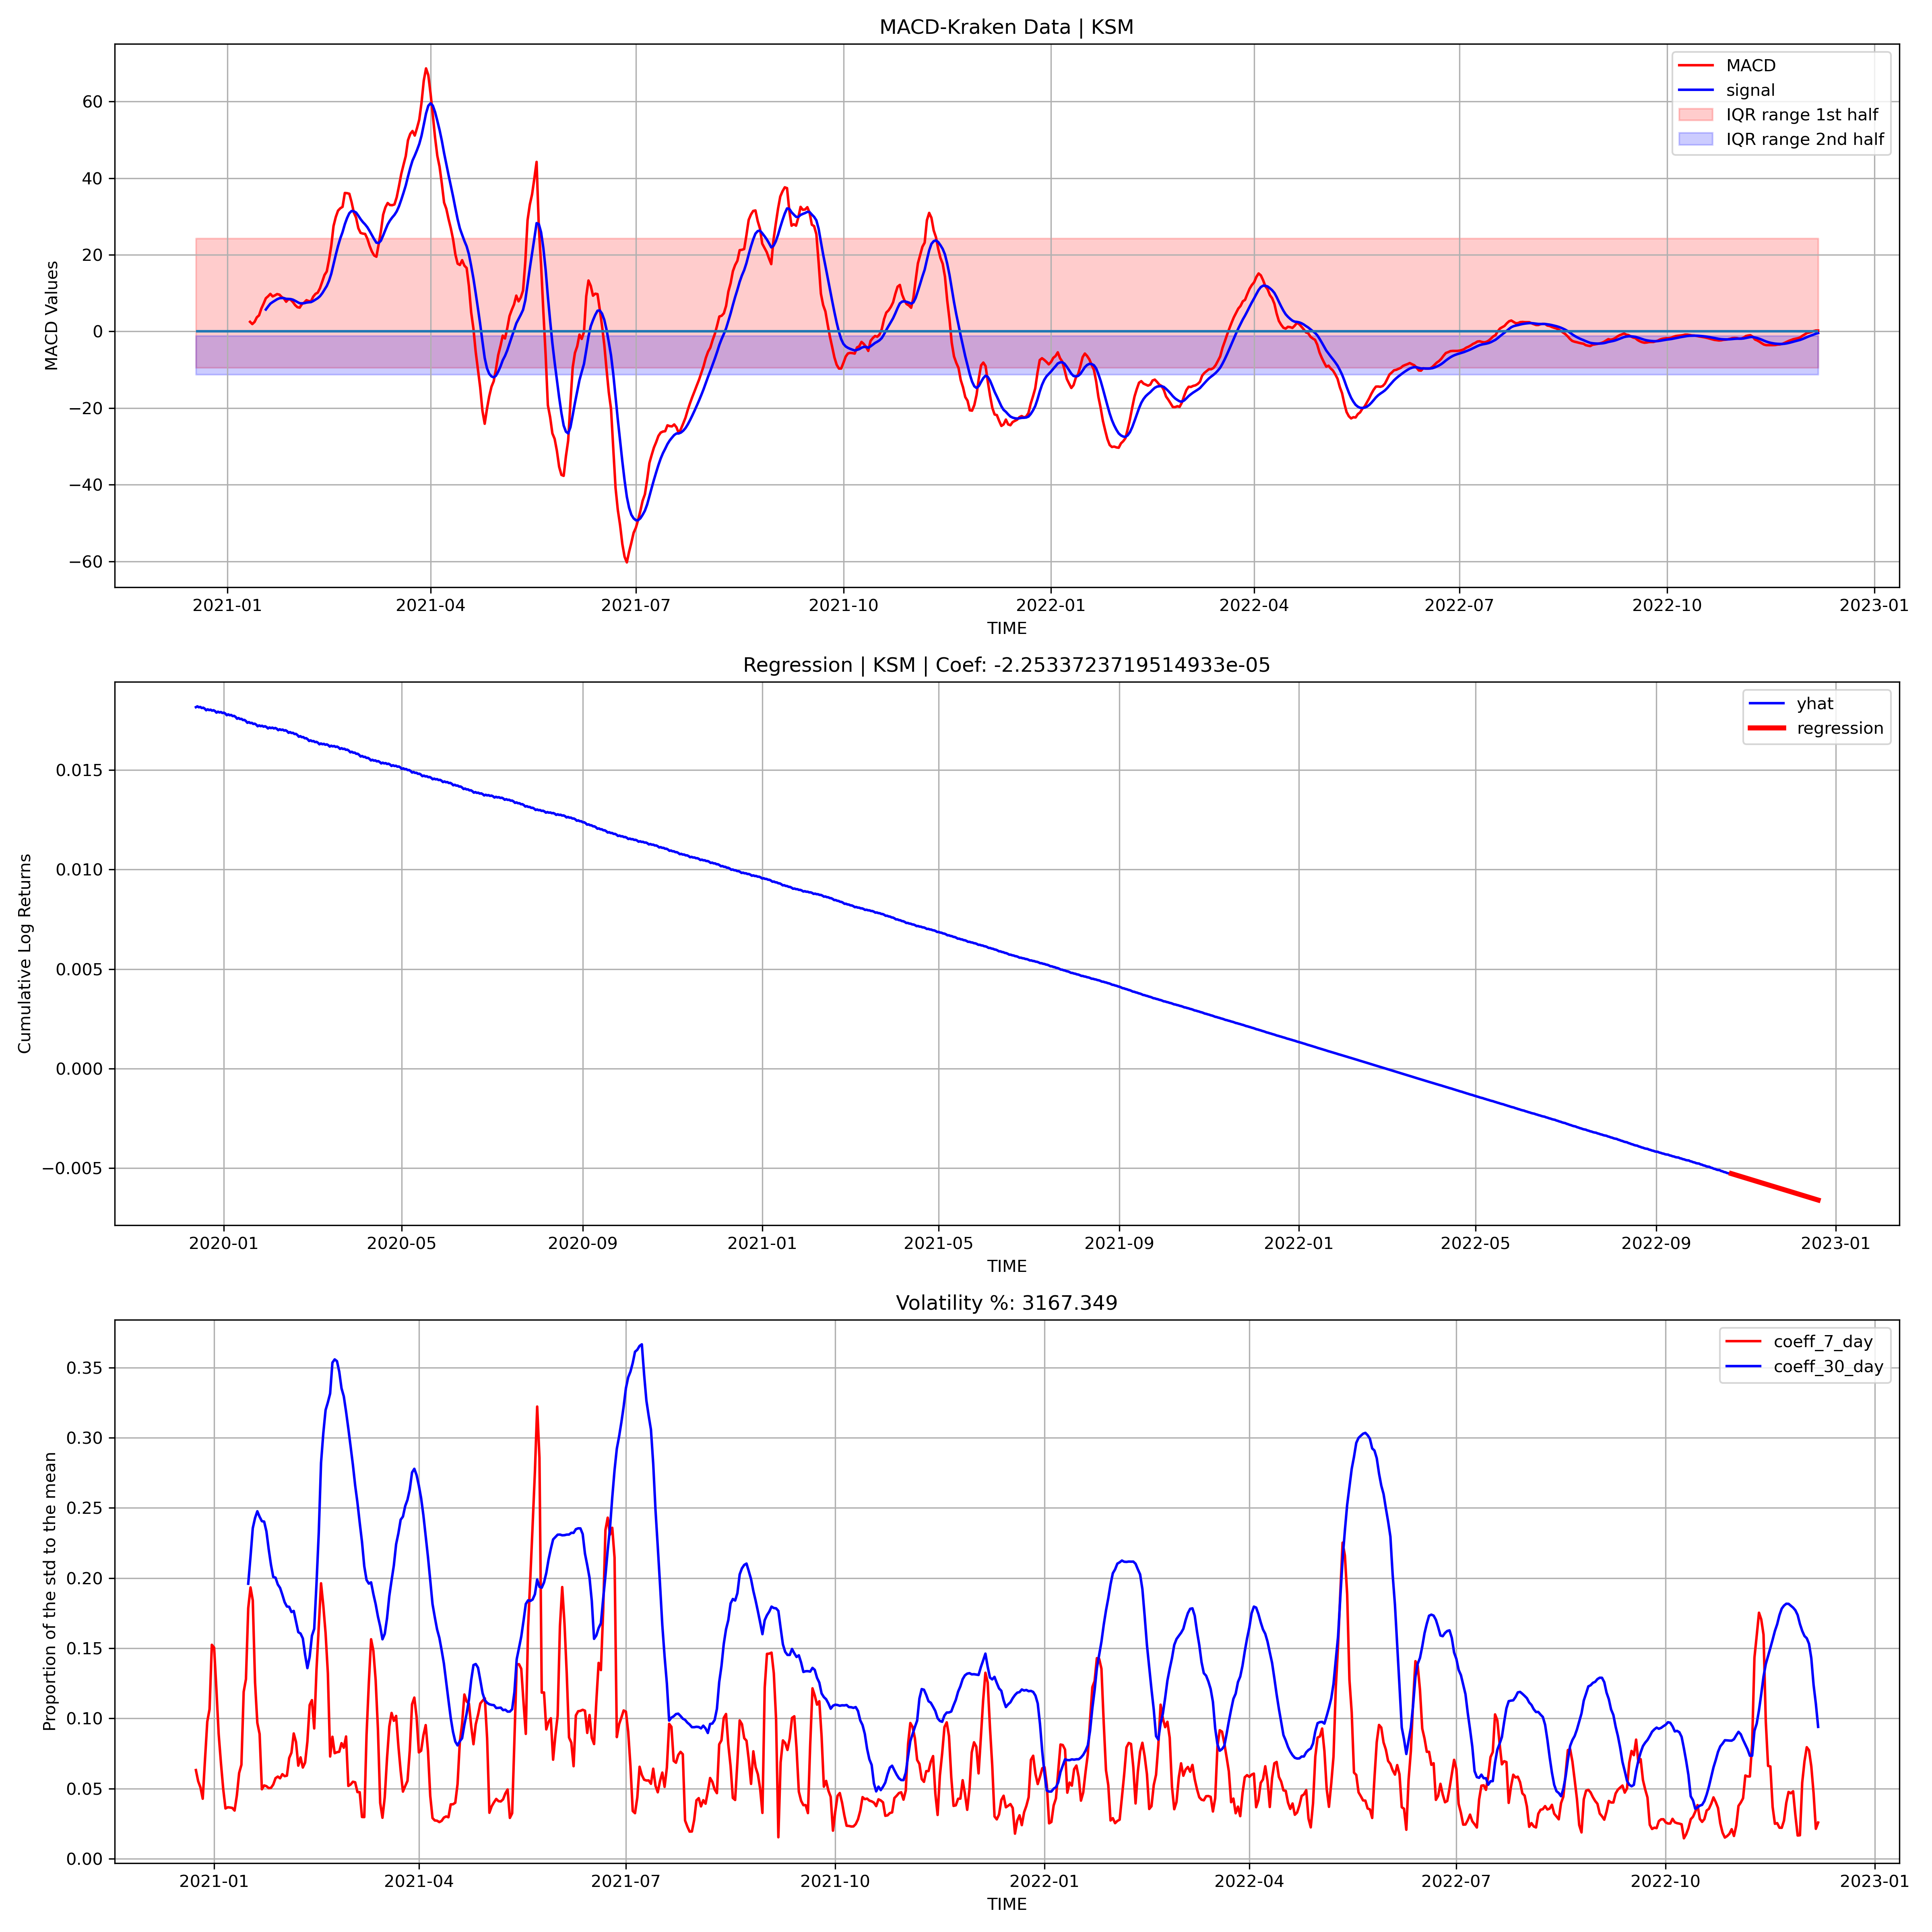 MACD-Kraken Data | KSM
MACD
signal
IQR range 1st half
IQR range 2nd half
60
40
20
0
−20
−40
−60
MACD Values
2021-01 2021-04 2021-07 2021-10 2022-01 2022-04 2022-07 2022-10 2023-01
TIME
Regression | KSM | Coef: -2.2533723719514933e-05
yhat
regression
0.015
0.010
0.005
0.000
−0.005
Cumulative Log Returns
2020-01 2020-05 2020-09 2021-01 2021-05 2021-09 2022-01 2022-05 2022-09 2023-01
TIME
Volatility %: 3167.349
coeff_7_day
coeff_30_day
0.35
0.30
0.25
0.20
0.15
0.10
0.05
0.00
Proportion of the std to the mean
2021-01 2021-04 2021-07 2021-10 2022-01 2022-04 2022-07 2022-10 2023-01
TIME